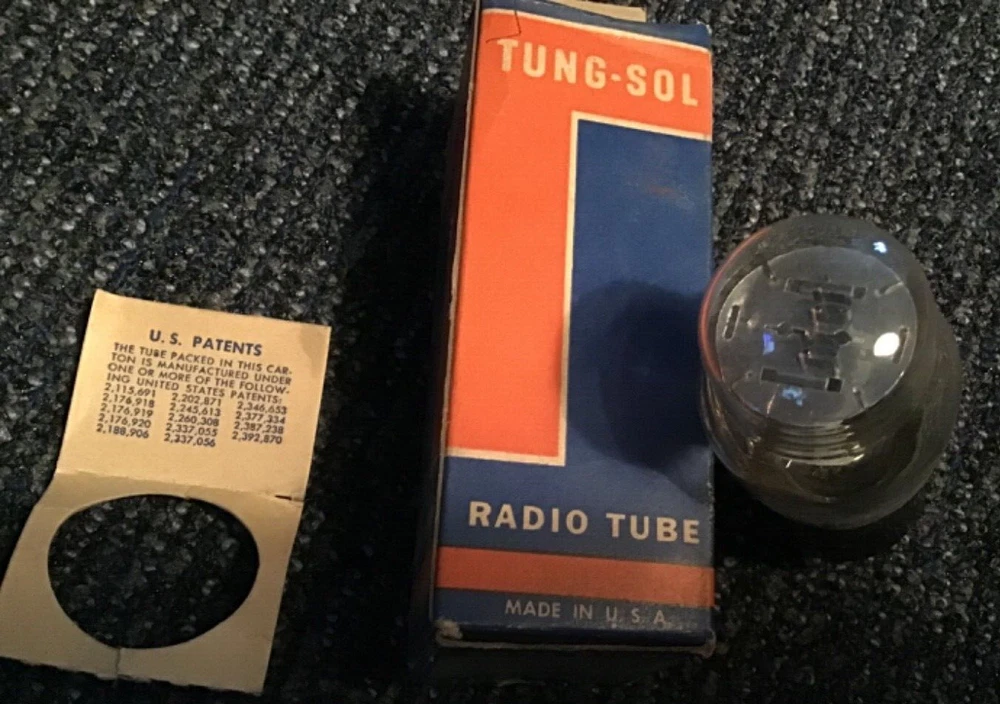 TUNG-SOL
RADIO TUBE
MADE IN U.S.A.
U.S. PATENTS
THE TUBE PACKED IN THIS CAR-
TON IS MANUFACTURED UNDER
ONE OR MORE OF THE FOLLOW-
ING UNITED STATES PATENTS:
2,115,691 2,202,871 2,346,653
2,176,918 2,245,613 2,377,334
2,176,919 2,260,308 2,387,238
2,176,920 2,337,055 2,392,870
2,188,906 2,337,056